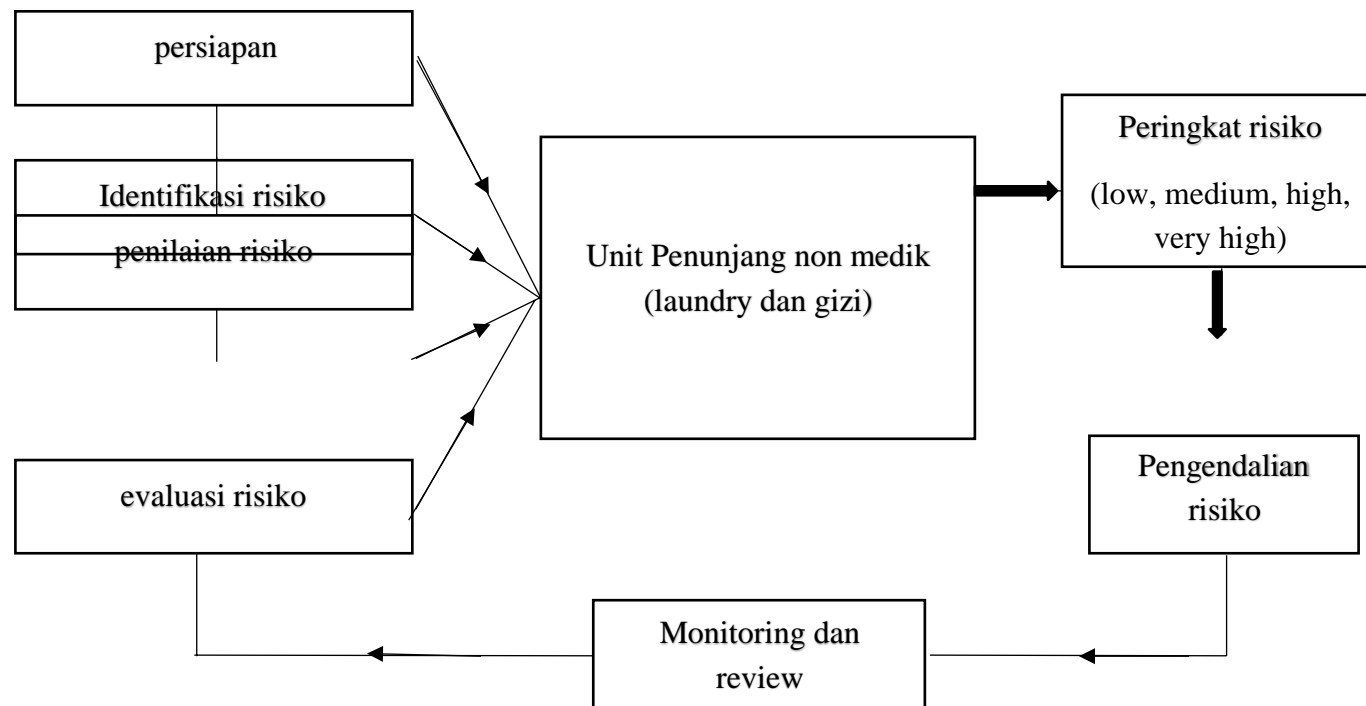 persiapan
Identifikasi risiko
penilaian risiko
evaluasi risiko
Unit Penunjang non medik
(laundry dan gizi)
Peringkat risiko
(low, medium, high,
very high)
Pengendalian
risiko
Monitoring dan
review